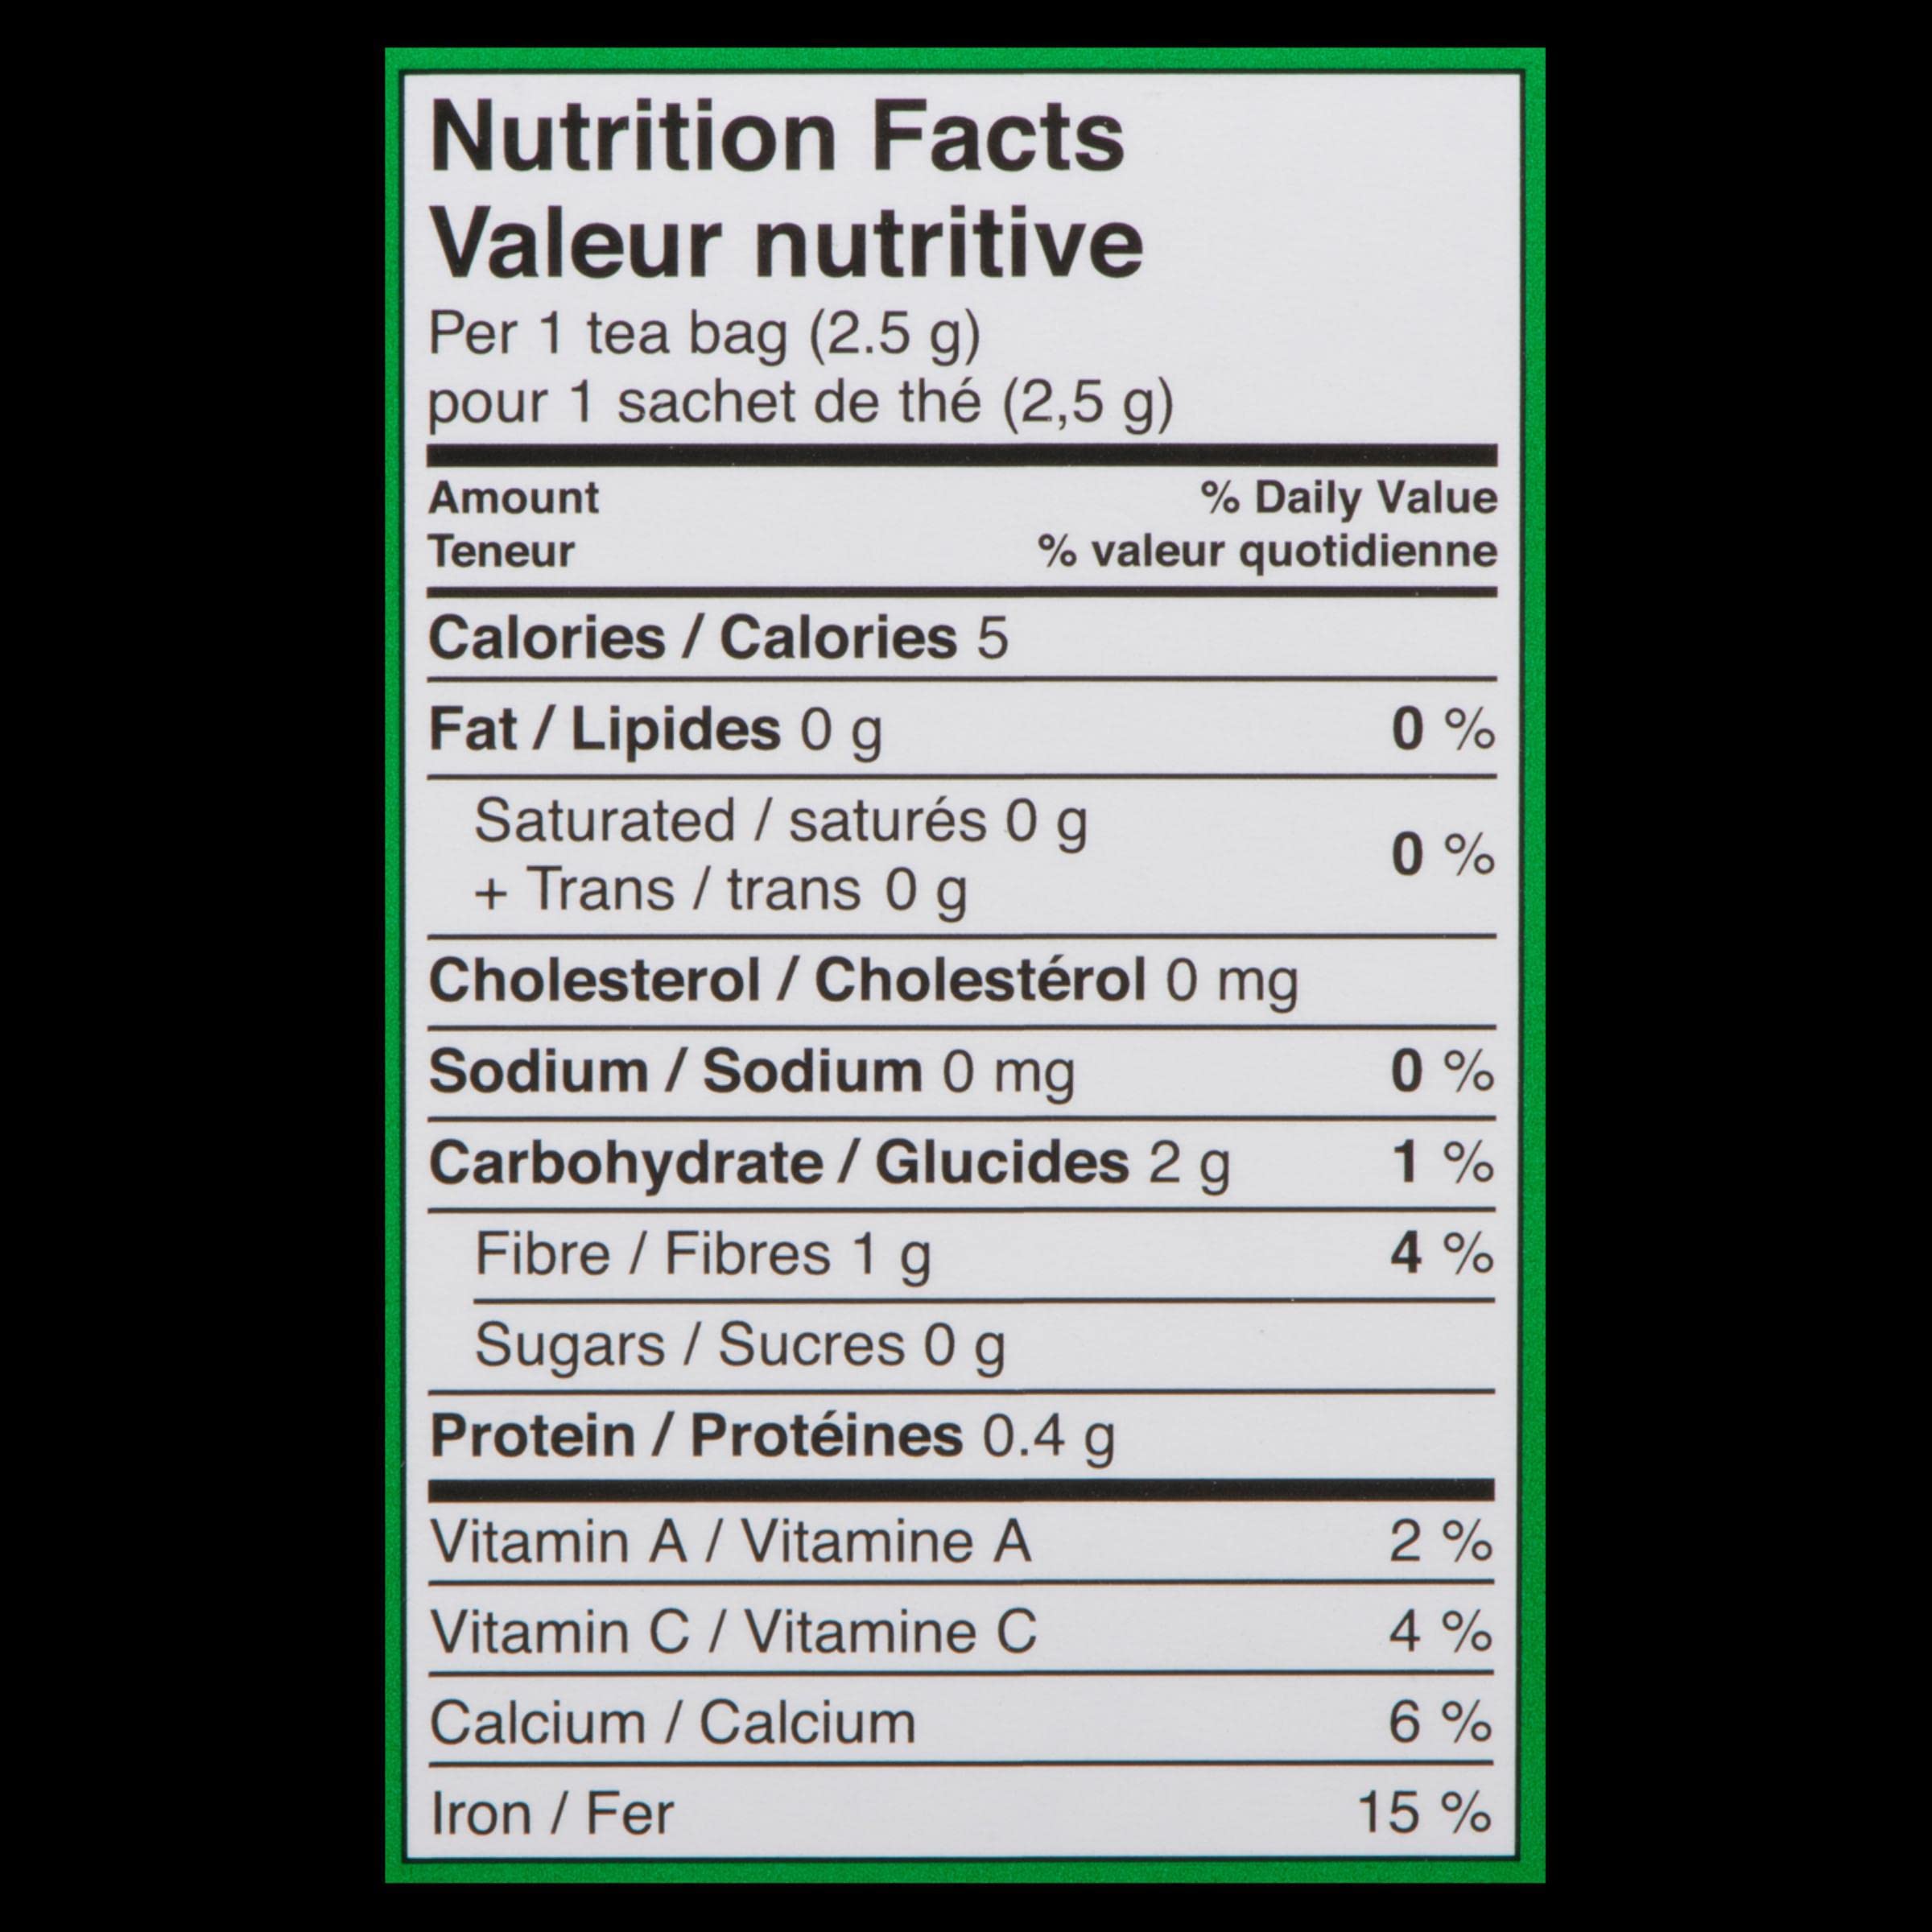 Nutrition Facts
Valeur nutritive
Per 1 tea bag (2.5 g)
pour 1 sachet de thé (2,5 g)
Amount % Daily Value
Teneur % valeur quotidienne
Calories / Calories 5
Fat / Lipides 0 g 0 %
Saturated / saturés 0 g
+ Trans / trans 0 g 0 %
Cholesterol / Cholestérol 0 mg
Sodium / Sodium 0 mg 0 %
Carbohydrate / Glucides 2 g 1 %
Fibre / Fibres 1 g 4 %
Sugars / Sucres 0 g
Protein / Protéines 0.4 g
Vitamin A / Vitamine A 2 %
Vitamin C / Vitamine C 4 %
Calcium / Calcium 6 %
Iron / Fer 15 %